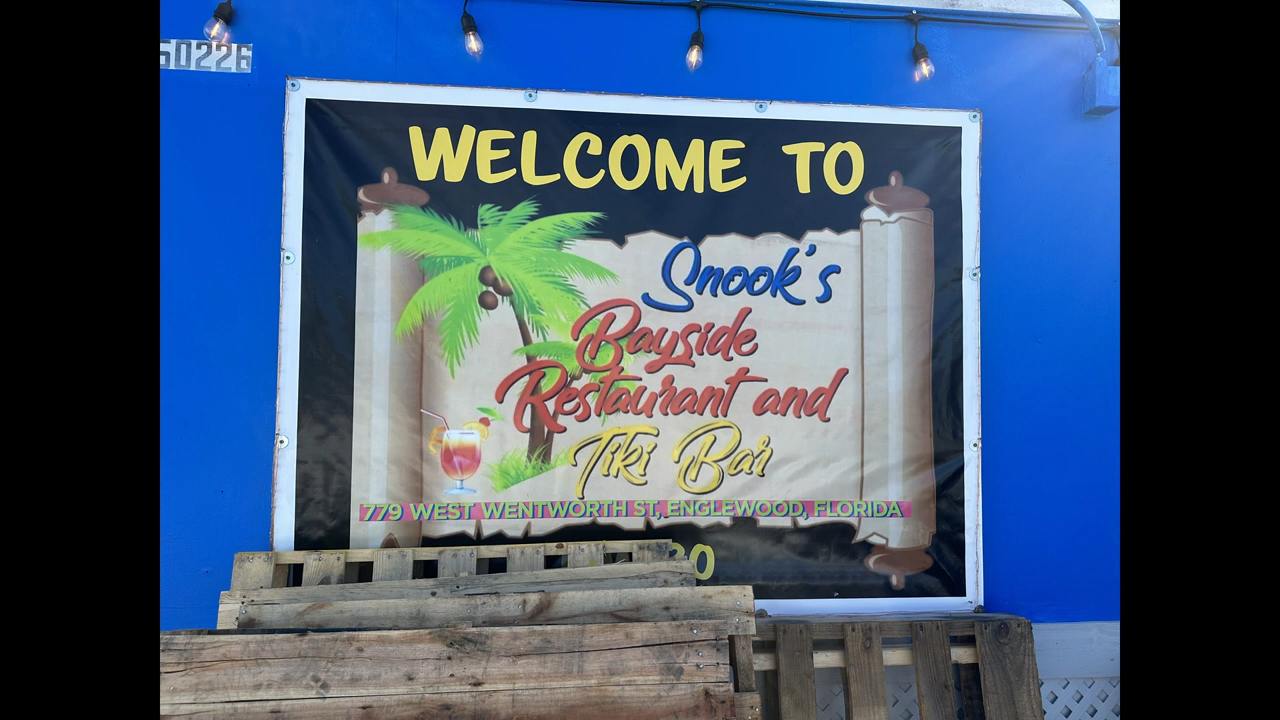 50226
WELCOME TO
Snook's
Bayside
Restaurant and
Tiki Bar
779 WEST WENTWORTH ST, ENGLEWOOD, FLORIDA